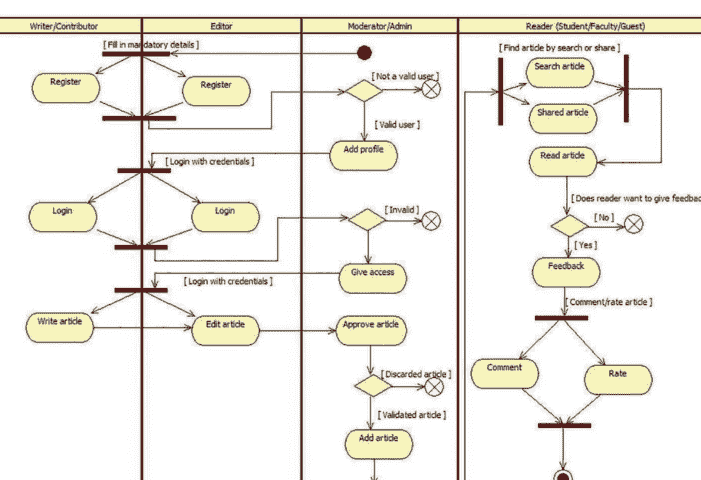 Writer/Contributor
Editor
Moderator/Admin
Reader (Student/Faculty/Guest)
[ Fill in mandatory details ]
Register
Register
[ Not a valid user ]
[ Valid user ]
Add profile
[ Login with credentials ]
Login
Login
[ Invalid ]
Give access
[ Login with credentials ]
Write article
Edit article
Approve article
[ Discarded article ]
[ Validated article ]
Add article
[ Find article by search or share ]
Search article
Shared article
Read article
[ Does reader want to give feedbac
[ No ]
[ Yes ]
Feedback
[ Comment/rate article ]
Comment
Rate